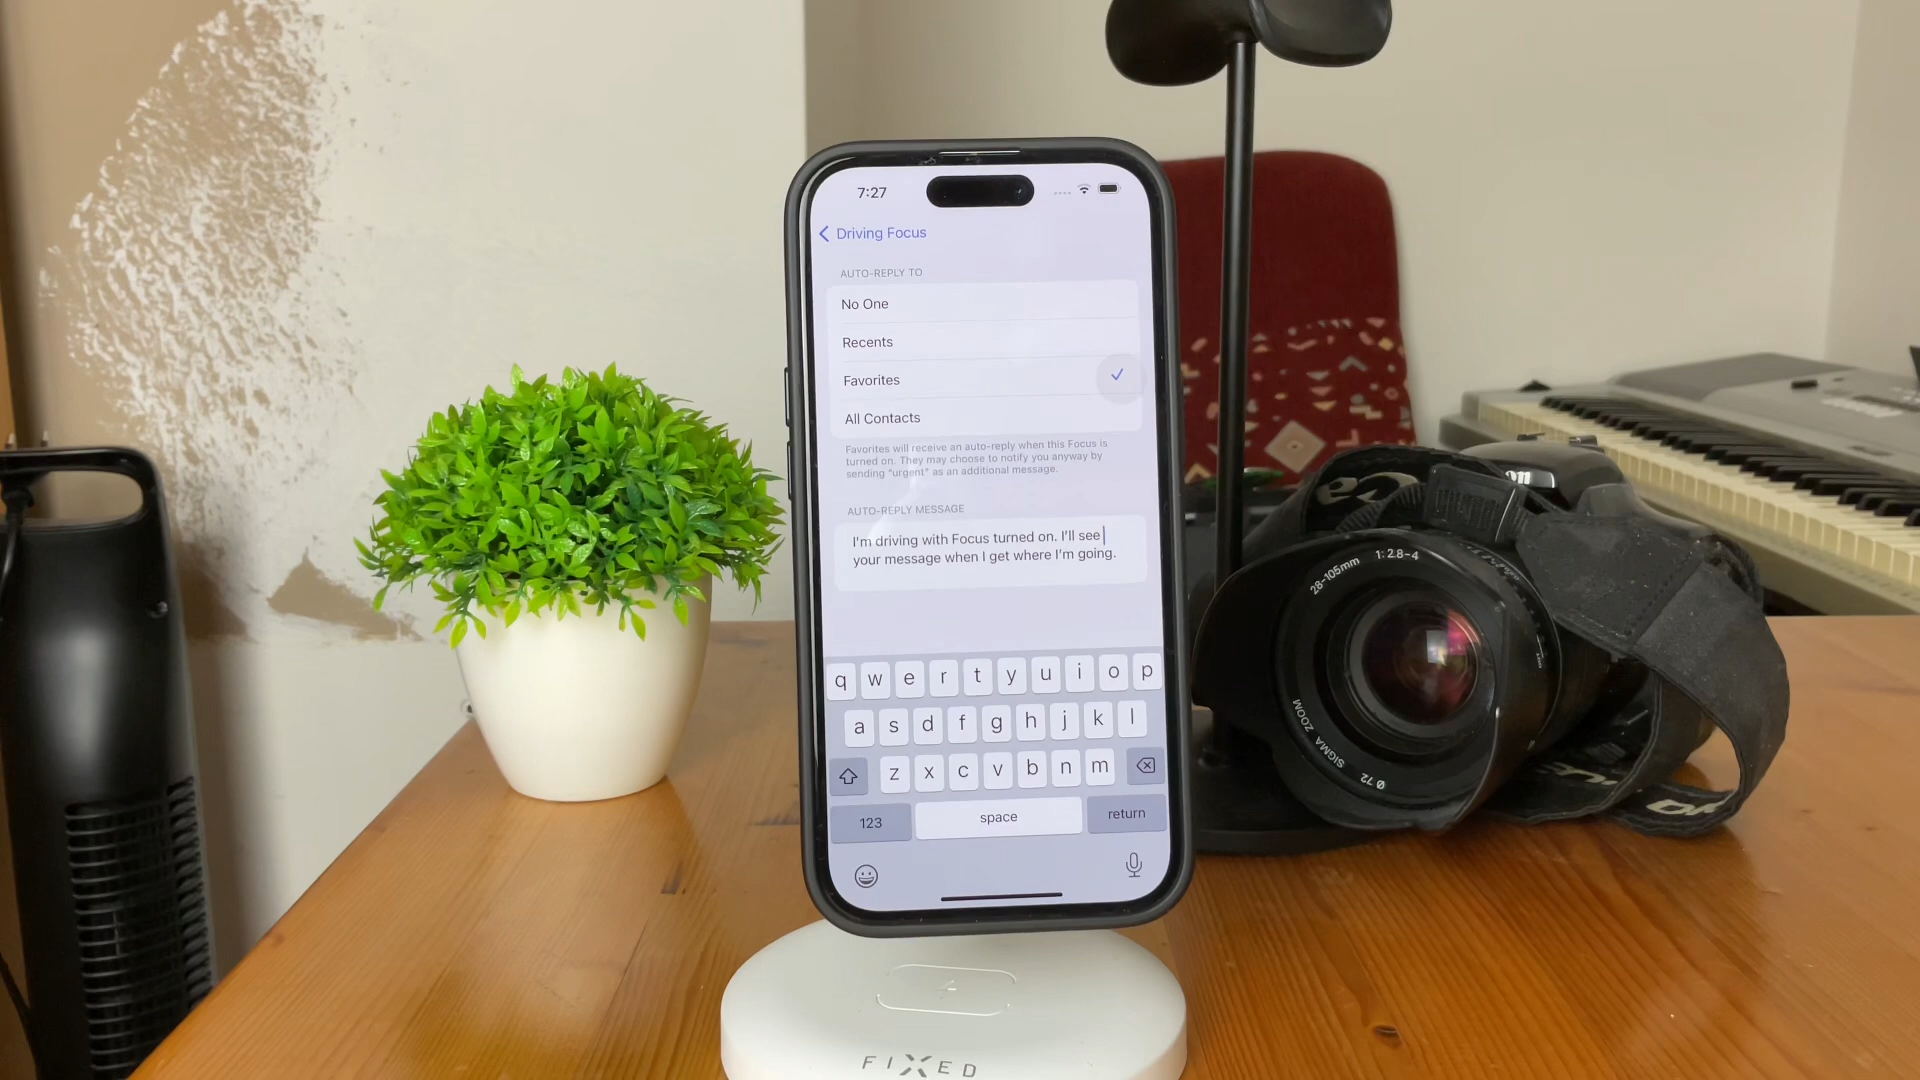 7:27
Driving Focus
AUTO-REPLY TO
No One
Recents
Favorites
All Contacts
Favorites will receive an auto-reply when this Focus is
turned on. They may choose to notify you anyway by
sending "urgent" as an additional message.
AUTO-REPLY MESSAGE
I'm driving with Focus turned on. I'll see
your message when I get where I'm going.
q w e r t y u i o p
a s d f g h j k l
z x c v b n m
123 space return
FIXED
28-105mm 1:2.8-4
SIGMA ZOOM ø 72